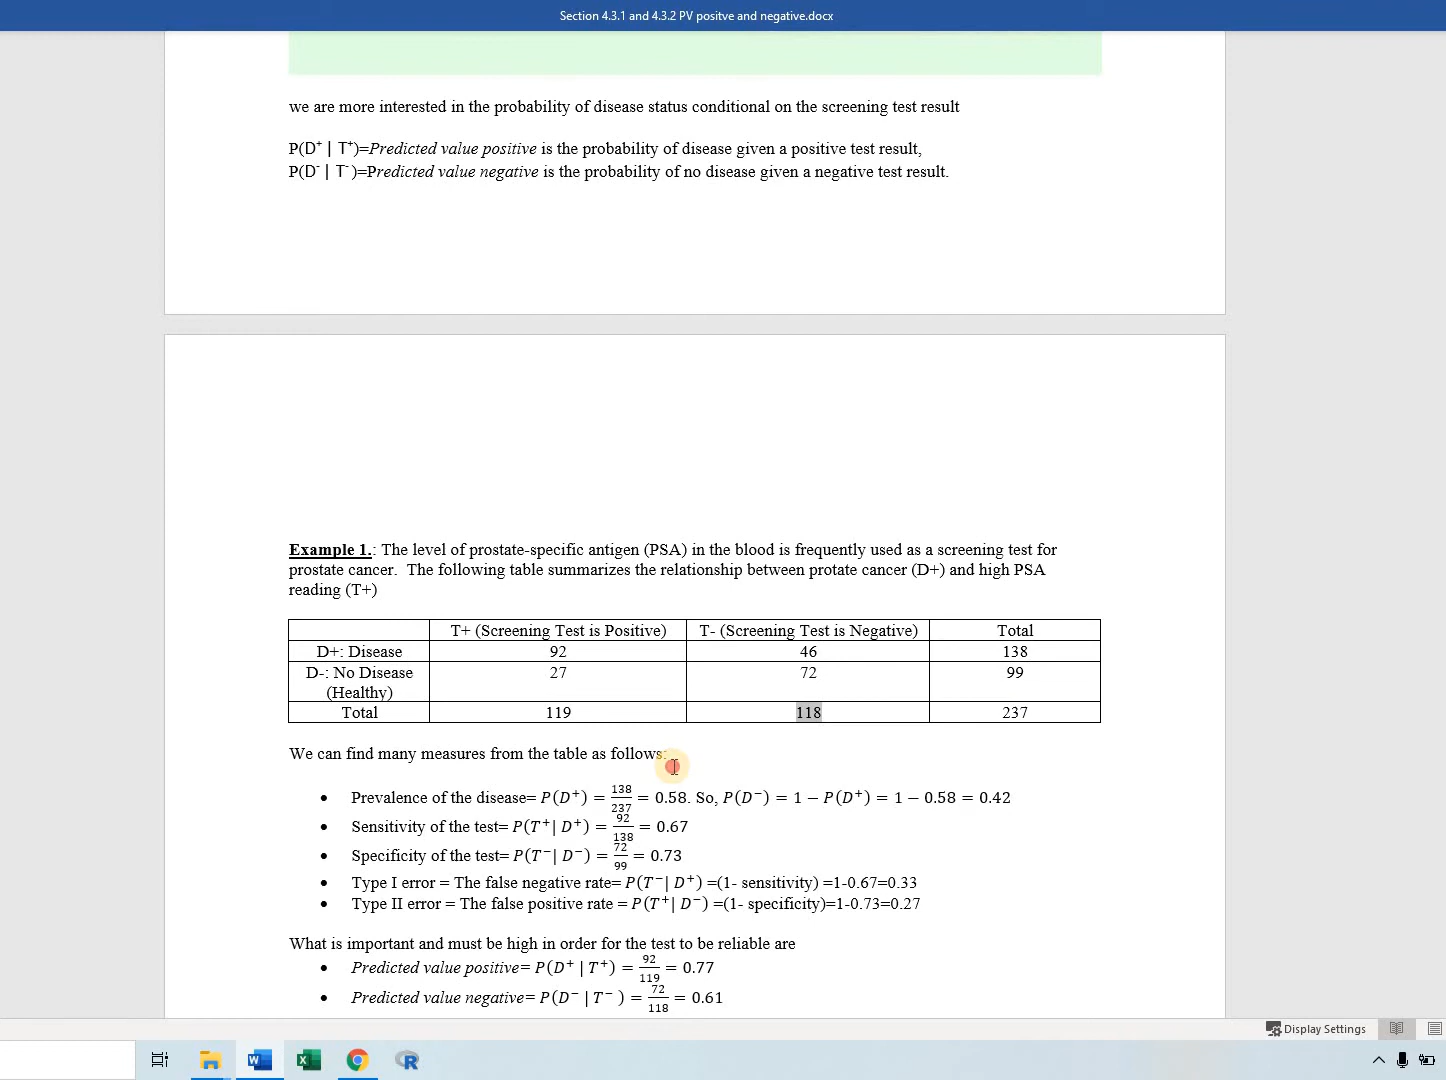 Section 4.3.1 and 4.3.2 PV positve and negative.docx
we are more interested in the probability of disease status conditional on the screening test result
P(D⁺ | T⁺)=Predicted value positive is the probability of disease given a positive test result,
P(D⁻ | T⁻)=Predicted value negative is the probability of no disease given a negative test result.
Example 1.: The level of prostate-specific antigen (PSA) in the blood is frequently used as a screening test for
prostate cancer. The following table summarizes the relationship between protate cancer (D+) and high PSA
reading (T+)
T+ (Screening Test is Positive) T- (Screening Test is Negative) Total
D+: Disease 92 46 138
D-: No Disease 27 72 99
(Healthy)
Total 119 118 237
We can find many measures from the table as follows:
• Prevalence of the disease= P(D⁺) = 138/237 = 0.58. So, P(D⁻) = 1 − P(D⁺) = 1 − 0.58 = 0.42
• Sensitivity of the test= P(T⁺| D⁺) = 92/138 = 0.67
• Specificity of the test= P(T⁻| D⁻) = 72/99 = 0.73
• Type I error = The false negative rate= P(T⁻| D⁺) =(1- sensitivity) =1-0.67=0.33
• Type II error = The false positive rate = P(T⁺| D⁻) =(1- specificity)=1-0.73=0.27
What is important and must be high in order for the test to be reliable are
• Predicted value positive= P(D⁺ | T⁺) = 92/119 = 0.77
• Predicted value negative= P(D⁻ | T⁻ ) = 72/118 = 0.61
Display Settings